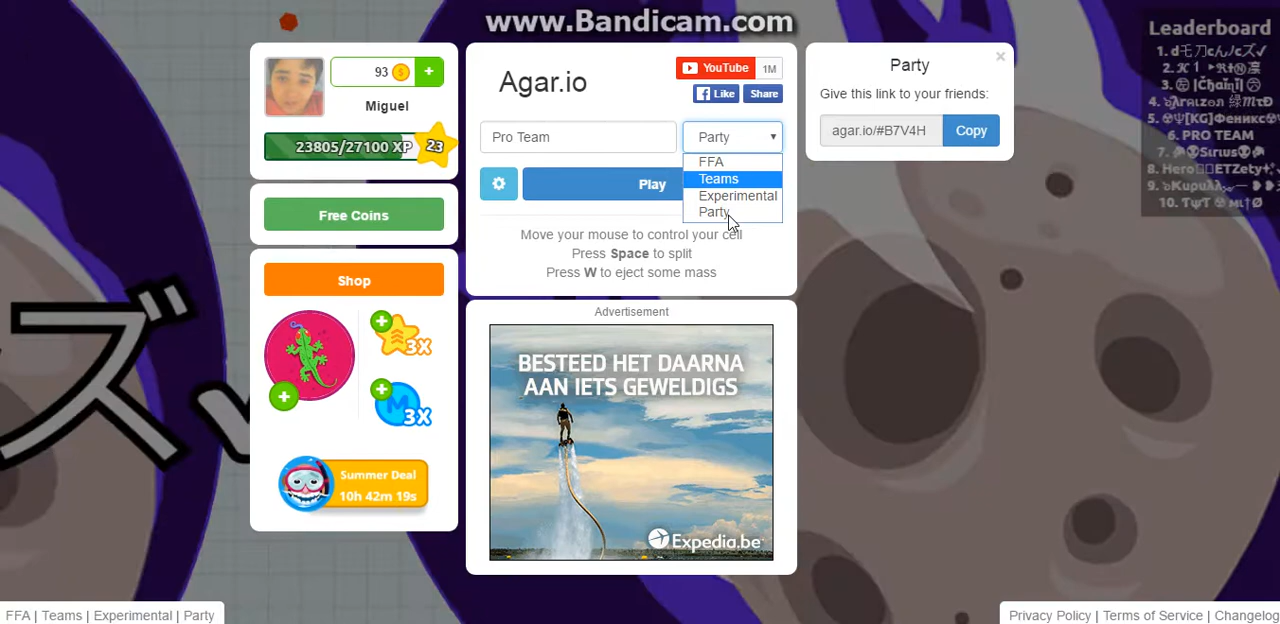 www.Bandicam.com
93
+
Miguel
23805/27100 XP
23
Free Coins
Shop
3X
M
3X
Summer Deal
10h 42m 19s
Agar.io
YouTube
1M
Like
Share
Pro Team
Party
FFA
Teams
Experimental
Party
Play
Move your mouse to control your cell
Press Space to split
Press W to eject some mass
Advertisement
BESTEED HET DAARNA
AAN IETS GEWELDIGS
Expedia.be
Party
×
Give this link to your friends:
agar.io/#B7V4H
Copy
Leaderboard
6. PRO TEAM
ズ
FFA | Teams | Experimental | Party
Privacy Policy | Terms of Service | Changelog